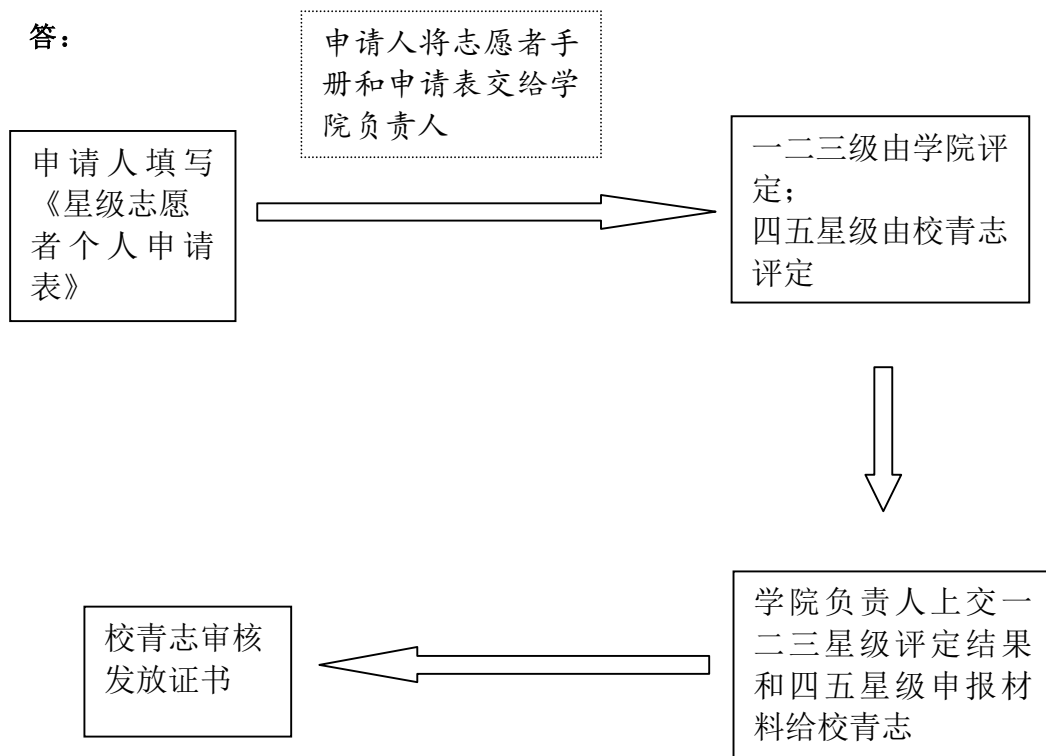 答：
申请人将志愿者手
册和申请表交给学
院负责人
申请人填写
《星级志愿
者个人申请
表》
一二三级由学院评
定；
四五星级由校青志
评定
学院负责人上交一
二三星级评定结果
和四五星级申报材
料给校青志
校青志审核
发放证书